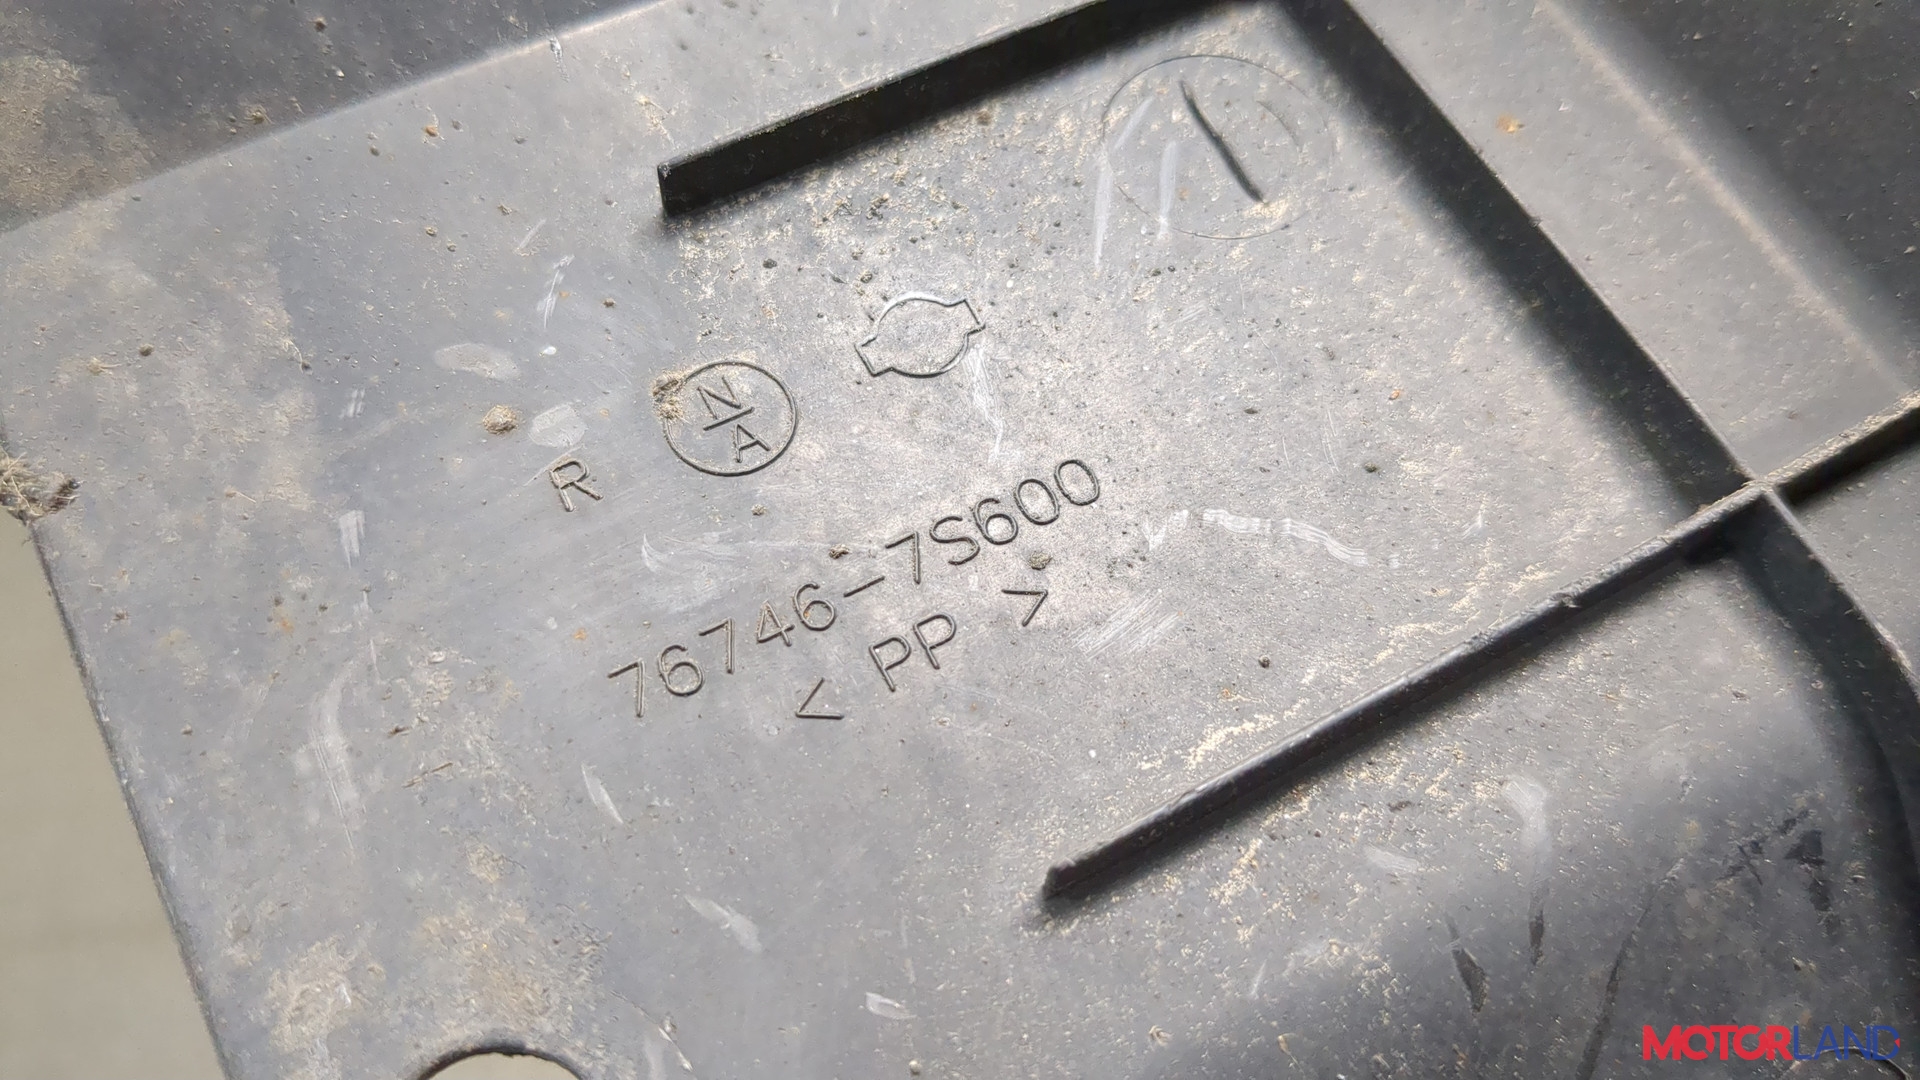 R N/A
76746-7S600
< PP >
MOTORLAND